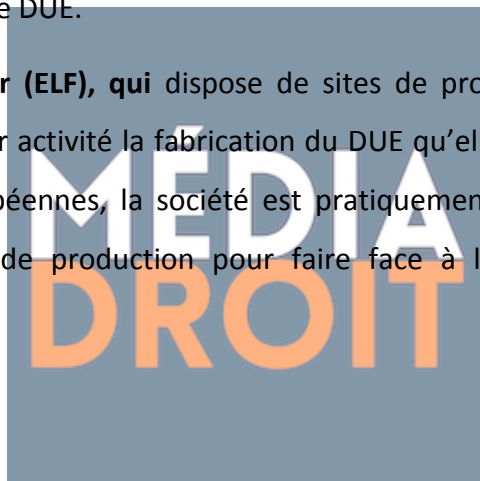 e DUE.
r (ELF), qui dispose de sites de pro
r activité la fabrication du DUE qu'el
MÉDIA
péennes, la société est pratiquemen
de production pour faire face à l
DROIT